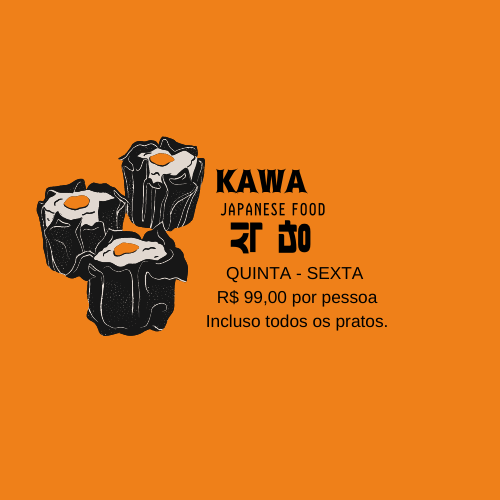 KAWA
JAPANESE FOOD
QUINTA - SEXTA
R$ 99,00 por pessoa
Incluso todos os pratos.